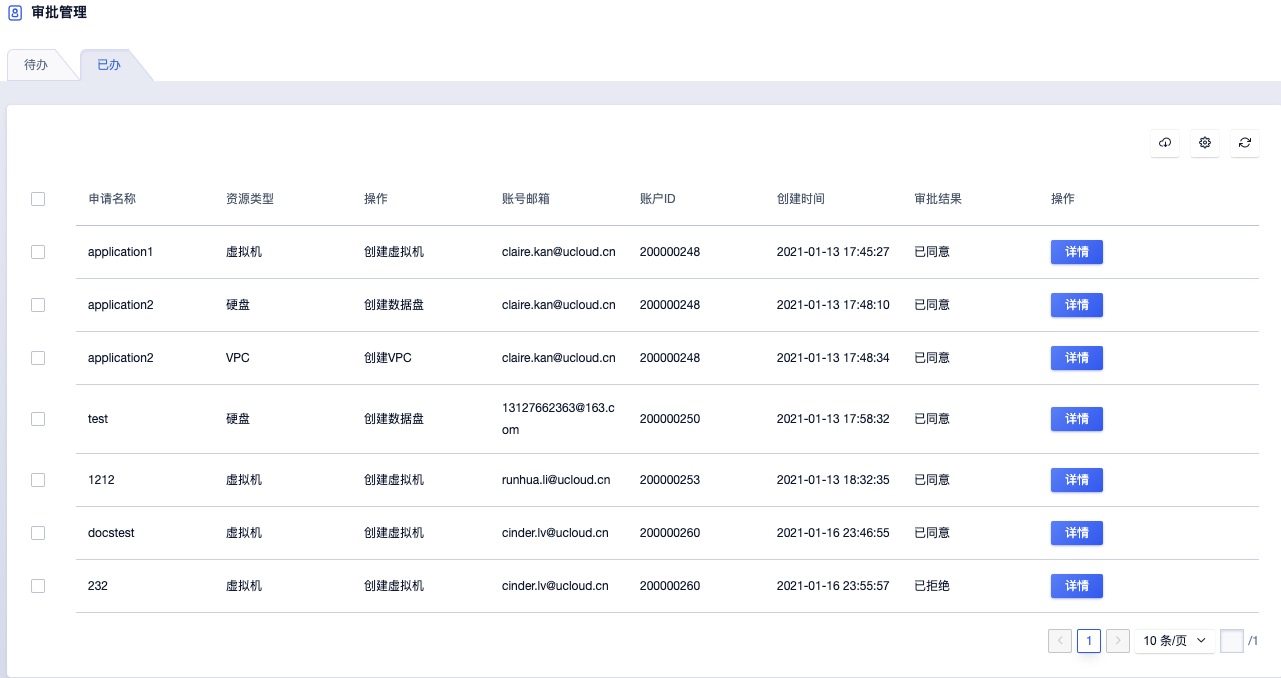 审批管理
待办
已办
申请名称 资源类型 操作 账号邮箱 账户ID 创建时间 审批结果 操作
application1 虚拟机 创建虚拟机 claire.kan@ucloud.cn 200000248 2021-01-13 17:45:27 已同意 详情
application2 硬盘 创建数据盘 claire.kan@ucloud.cn 200000248 2021-01-13 17:48:10 已同意 详情
application2 VPC 创建VPC claire.kan@ucloud.cn 200000248 2021-01-13 17:48:34 已同意 详情
test 硬盘 创建数据盘 13127662363@163.c
om 200000250 2021-01-13 17:58:32 已同意 详情
1212 虚拟机 创建虚拟机 runhua.li@ucloud.cn 200000253 2021-01-13 18:32:35 已同意 详情
docstest 虚拟机 创建虚拟机 cinder.lv@ucloud.cn 200000260 2021-01-16 23:46:55 已同意 详情
232 虚拟机 创建虚拟机 cinder.lv@ucloud.cn 200000260 2021-01-16 23:55:57 已拒绝 详情
1 10 条/页 /1